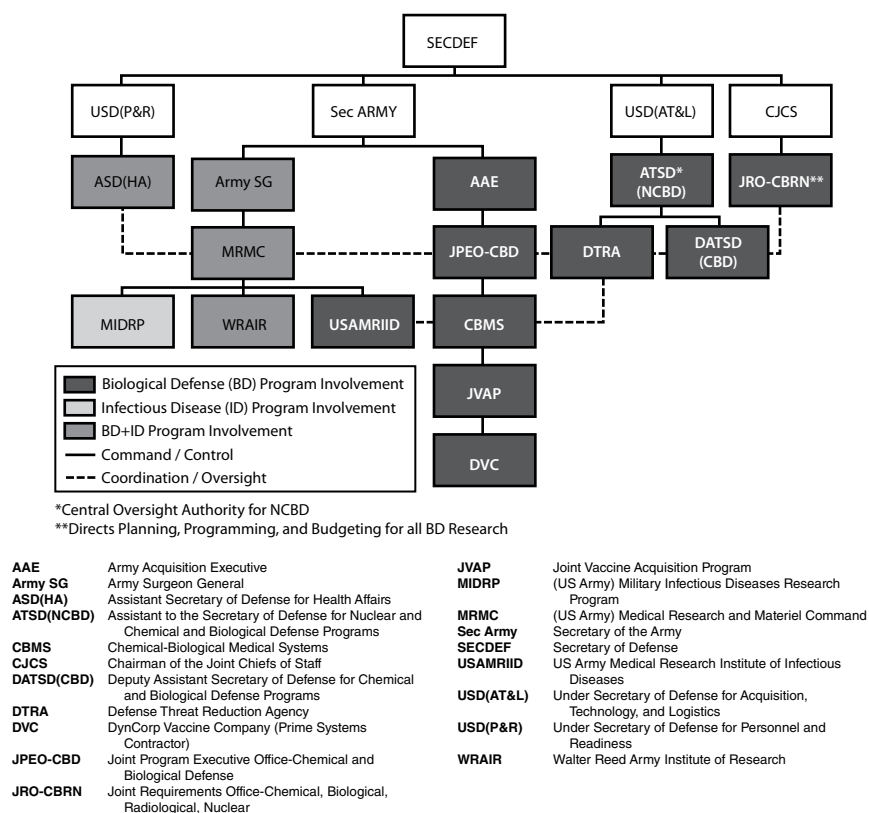 SECDEF
USD(P&R)
Sec ARMY
USD(AT&L)
CJCS
ASD(HA)
Army SG
AAE
ATSD*
(NCBD)
JRO-CBRN**
MRMC
JPEO-CBD
DTRA
DATSD
(CBD)
MIDRP
WRAIR
USAMRIID
CBMS
JVAP
DVC
Biological Defense (BD) Program Involvement
Infectious Disease (ID) Program Involvement
BD+ID Program Involvement
Command / Control
Coordination / Oversight
*Central Oversight Authority for NCBD
**Directs Planning, Programming, and Budgeting for all BD Research
AAE Army Acquisition Executive
Army SG Army Surgeon General
ASD(HA) Assistant Secretary of Defense for Health Affairs
ATSD(NCBD) Assistant to the Secretary of Defense for Nuclear and
Chemical and Biological Defense Programs
CBMS Chemical-Biological Medical Systems
CJCS Chairman of the Joint Chiefs of Staff
DATSD(CBD) Deputy Assistant Secretary of Defense for Chemical
and Biological Defense Programs
DTRA Defense Threat Reduction Agency
DVC DynCorp Vaccine Company (Prime Systems
Contractor)
JPEO-CBD Joint Program Executive Office-Chemical and
Biological Defense
JRO-CBRN Joint Requirements Office-Chemical, Biological,
Radiological, Nuclear
JVAP Joint Vaccine Acquisition Program
MIDRP (US Army) Military Infectious Diseases Research
Program
MRMC (US Army) Medical Research and Materiel Command
Sec Army Secretary of the Army
SECDEF Secretary of Defense
USAMRIID US Army Medical Research Institute of Infectious
Diseases
USD(AT&L) Under Secretary of Defense for Acquisition,
Technology, and Logistics
USD(P&R) Under Secretary of Defense for Personnel and
Readiness
WRAIR Walter Reed Army Institute of Research